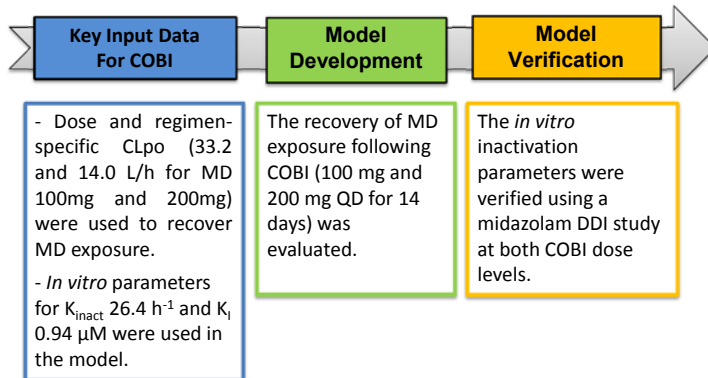 Key Input Data
For COBI
Model
Development
Model
Verification
- Dose and regimen-
specific CLpo (33.2
and 14.0 L/h for MD
100mg and 200mg)
were used to recover
MD exposure.
- In vitro parameters
for Kinact 26.4 h-1 and KI
0.94 µM were used in
the model.
The recovery of MD
exposure following
COBI (100 mg and
200 mg QD for 14
days) was
evaluated.
The in vitro
inactivation
parameters were
verified using a
midazolam DDI study
at both COBI dose
levels.